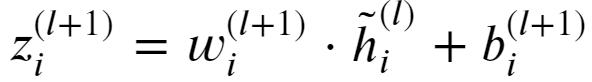 z_i^{(l+1)} = w_i^{(l+1)} · \tilde{h}_i^{(l)} + b_i^{(l+1)}